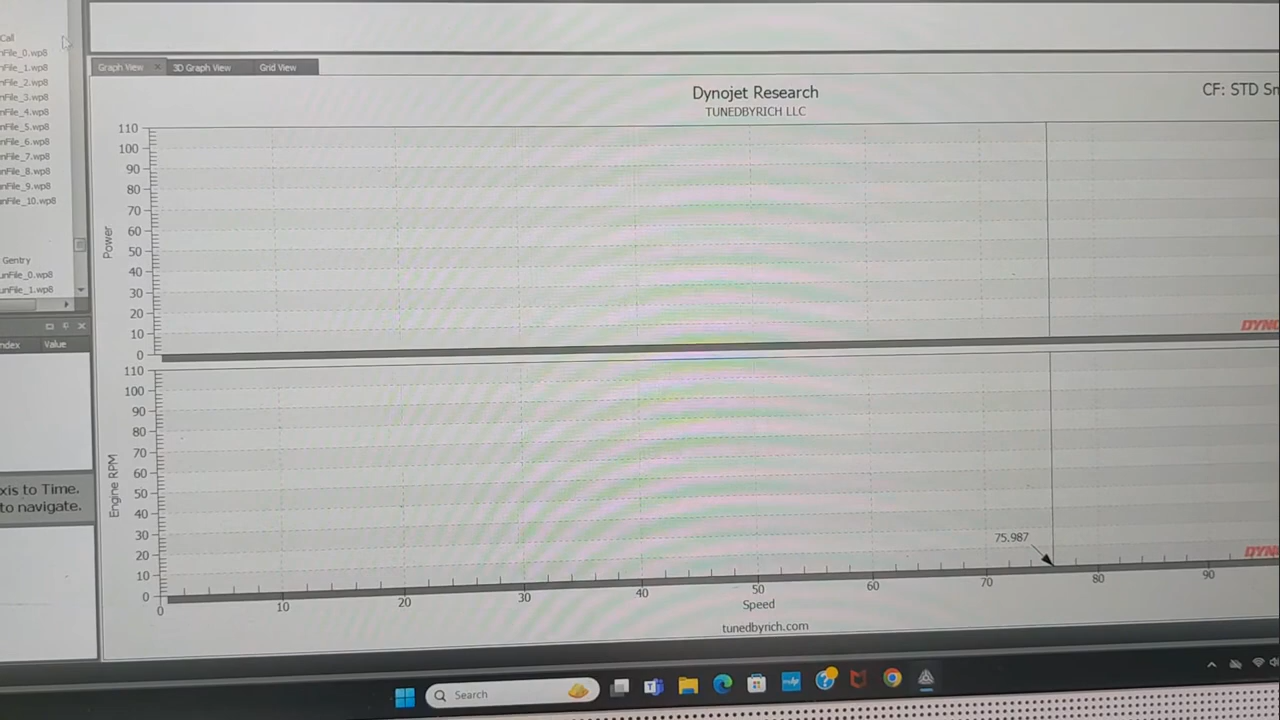 Call
nFile_0.wp8
nFile_1.wp8
nFile_2.wp8
nFile_3.wp8
nFile_4.wp8
nFile_5.wp8
nFile_6.wp8
nFile_7.wp8
nFile_8.wp8
nFile_9.wp8
nFile_10.wp8
Gentry
unFile_0.wp8
unFile_1.wp8
ndex Value
xis to Time.
to navigate.
Graph View 3D Graph View Grid View
Dynojet Research
TUNEDBYRICH LLC
CF: STD Sm
110
100
90
80
70
60
50
40
30
20
10
0
Power
DYNO
110
100
90
80
70
60
50
40
30
20
10
0
Engine RPM
75.987
DYNO
0 10 20 30 40 50 60 70 80 90
Speed
tunedbyrich.com
Search